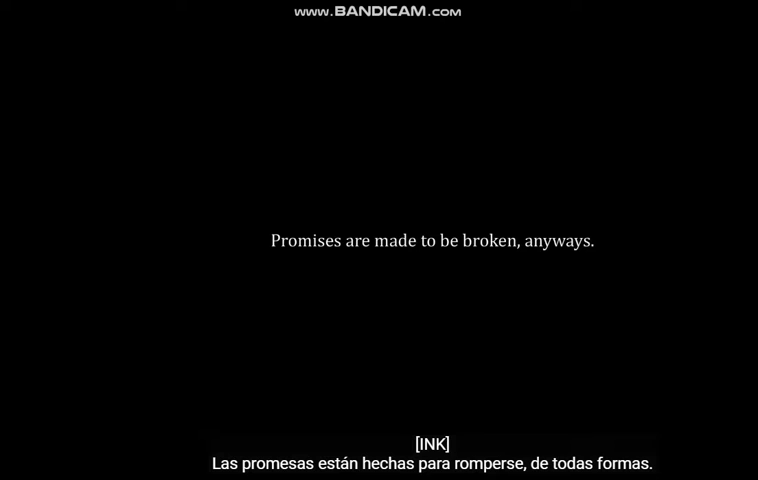 www.BANDICAM.com
Promises are made to be broken, anyways.
[INK]
Las promesas están hechas para romperse, de todas formas.